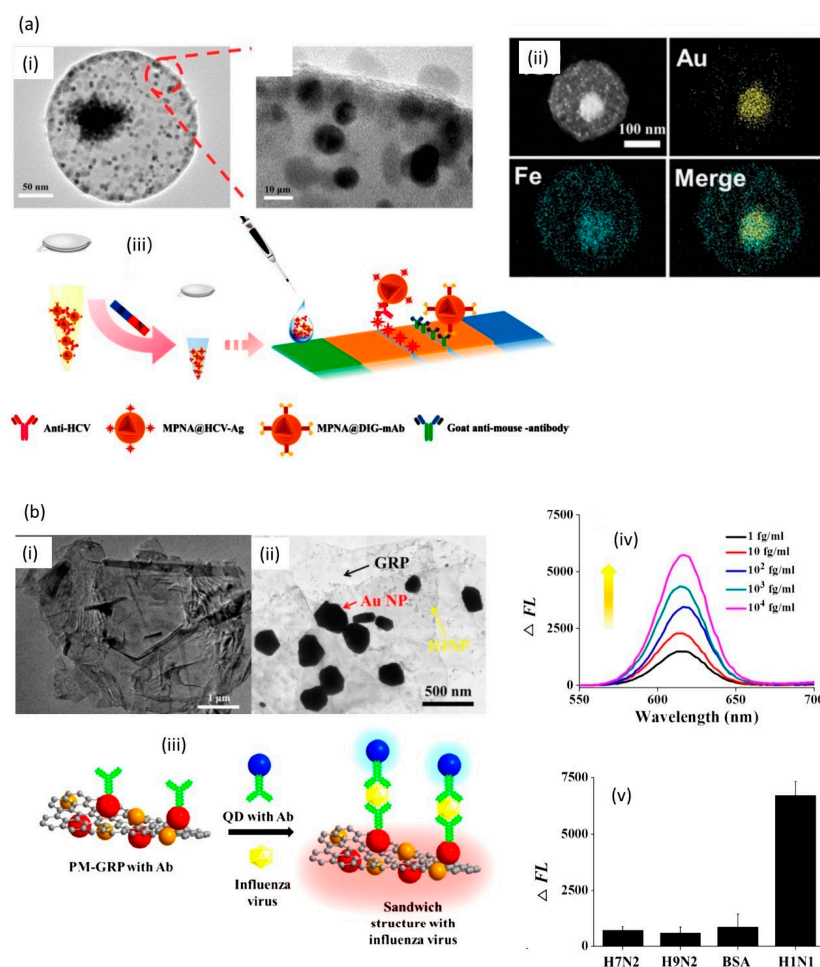 (a)
(i)
50 nm
10 µm
(ii)
Au
100 nm
Fe
Merge
(iii)
Anti-HCV
MPNA@HCV-Ag
MPNA@DIG-mAb
Goat anti-mouse -antibody
(b)
(i)
1 µm
(ii)
GRP
Au NP
IONP
500 nm
(iii)
PM-GRP with Ab
QD with Ab
Influenza
virus
Sandwich
structure with
influenza virus
(iv)
7500
5000
2500
0
△ FL
1 fg/ml
10 fg/ml
10² fg/ml
10³ fg/ml
10⁴ fg/ml
550 600 650 700
Wavelength (nm)
(v)
7500
5000
2500
0
△ FL
H7N2 H9N2 BSA H1N1